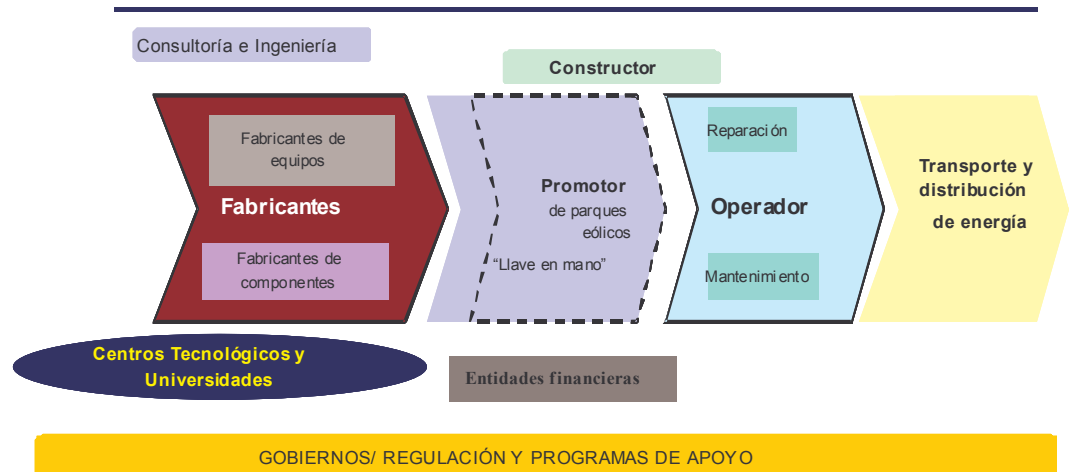 Consultoría e Ingeniería
Constructor
Fabricantes de
equipos
Fabricantes
Fabricantes de
componentes
Promotor
de parques
eólicos
“Llave en mano”
Reparación
Operador
Mantenimiento
Transporte y
distribución
de energía
Centros Tecnológicos y
Universidades
Entidades financieras
GOBIERNOS/ REGULACIÓN Y PROGRAMAS DE APOYO